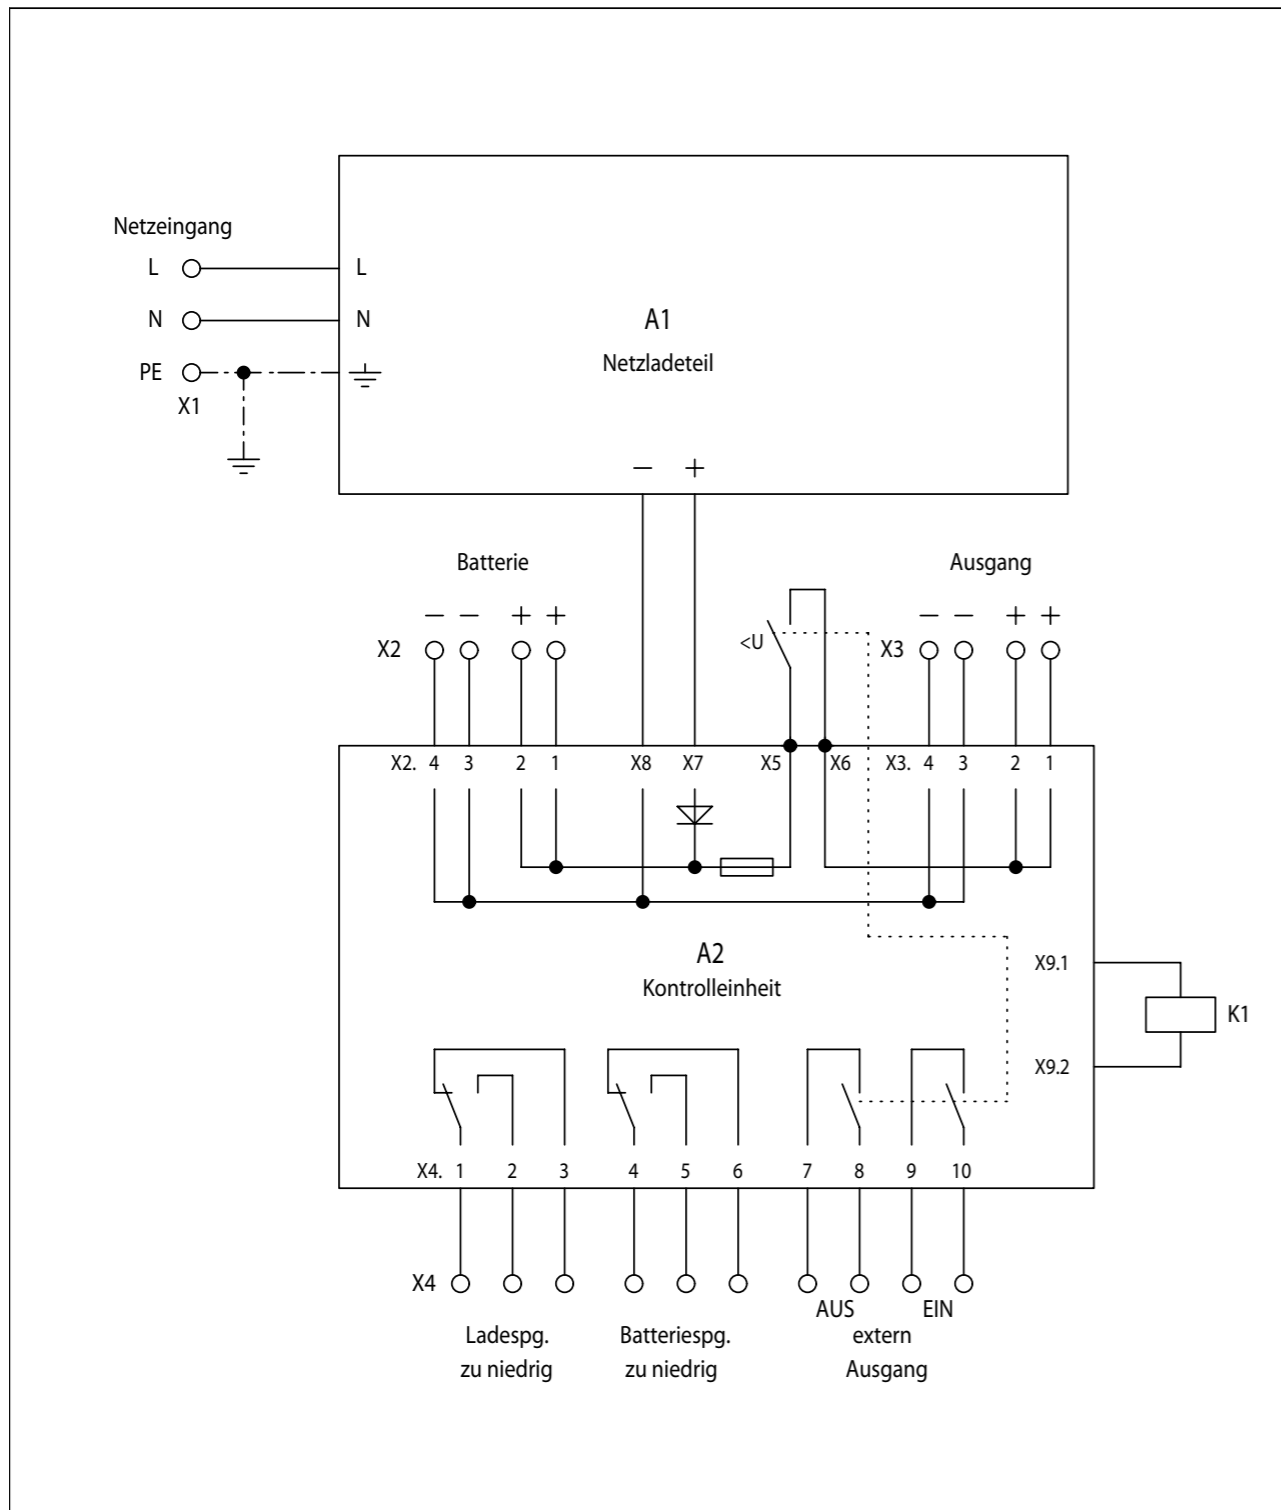 Netzeingang
L L
N N
A1
Netzladeteil
PE
X1
− +
Batterie Ausgang
− − + + − − + +
X2 <U X3
X2. 4 3 2 1 X8 X7 X5 X6 X3. 4 3 2 1
A2
Kontrolleinheit
X9.1
K1
X9.2
X4. 1 2 3 4 5 6 7 8 9 10
X4
AUS EIN
Ladespg. Batteriespg. extern
zu niedrig zu niedrig Ausgang